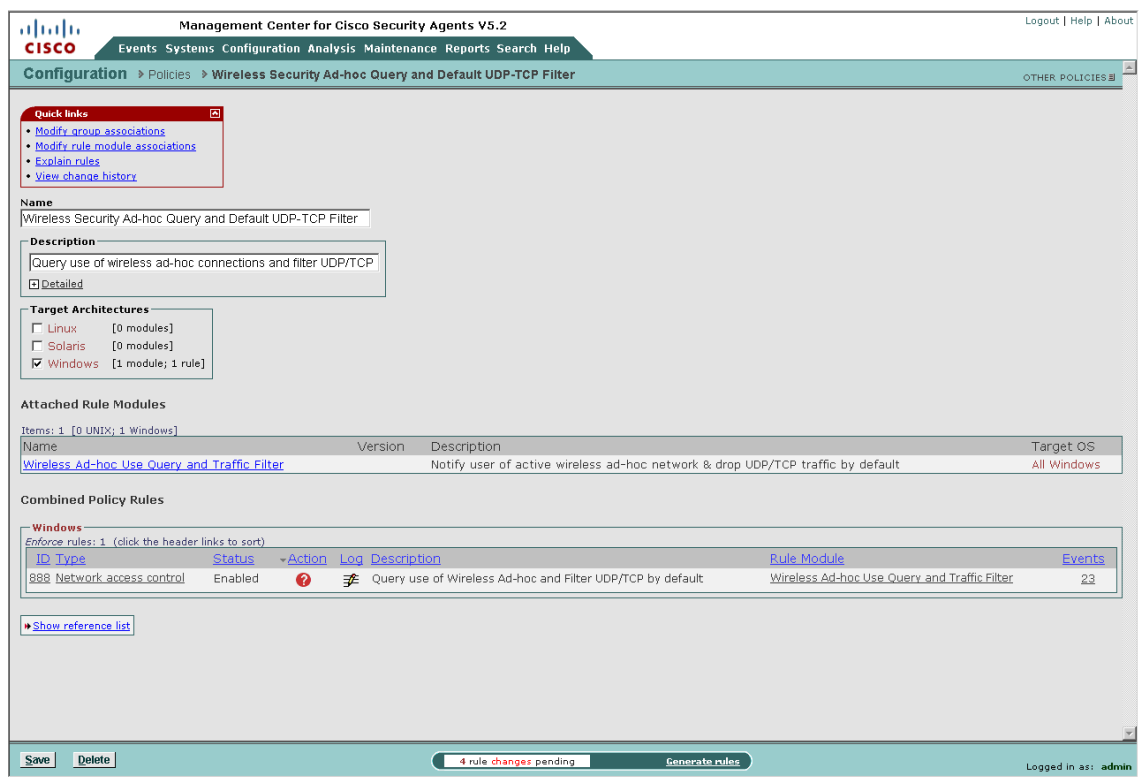 Logout | Help | About
Management Center for Cisco Security Agents V5.2
CISCO
Events Systems Configuration Analysis Maintenance Reports Search Help
Configuration Policies Wireless Security Ad-hoc Query and Default UDP-TCP Filter
OTHER POLICIES
Quick links
Modify group associations
Modify rule module associations
Explain rules
View change history
Name
Wireless Security Ad-hoc Query and Default UDP-TCP Filter
Description
Query use of wireless ad-hoc connections and filter UDP/TCP
Detailed
Target Architectures
Linux [0 modules]
Solaris [0 modules]
Windows [1 module; 1 rule]
Attached Rule Modules
Items: 1 [0 UNIX; 1 Windows]
Name Version Description Target OS
Wireless Ad-hoc Use Query and Traffic Filter Notify user of active wireless ad-hoc network & drop UDP/TCP traffic by default All Windows
Combined Policy Rules
Windows
Enforce rules: 1 (click the header links to sort)
ID Type Status Action Log Description Rule Module Events
888 Network access control Enabled ? Query use of Wireless Ad-hoc and Filter UDP/TCP by default Wireless Ad-hoc Use Query and Traffic Filter 23
Show reference list
Save Delete 4 rule changes pending Generate rules Logged in as: admin